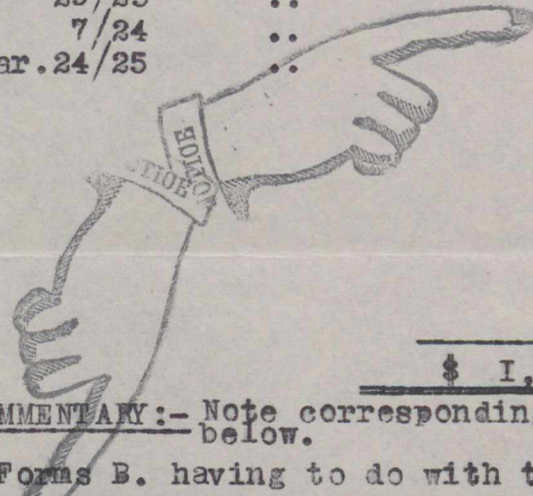 7/24 ..
ar.24/25 ..
$ I,
MMENTARY:- Note correspondin
below.
Forms B. having to do with t